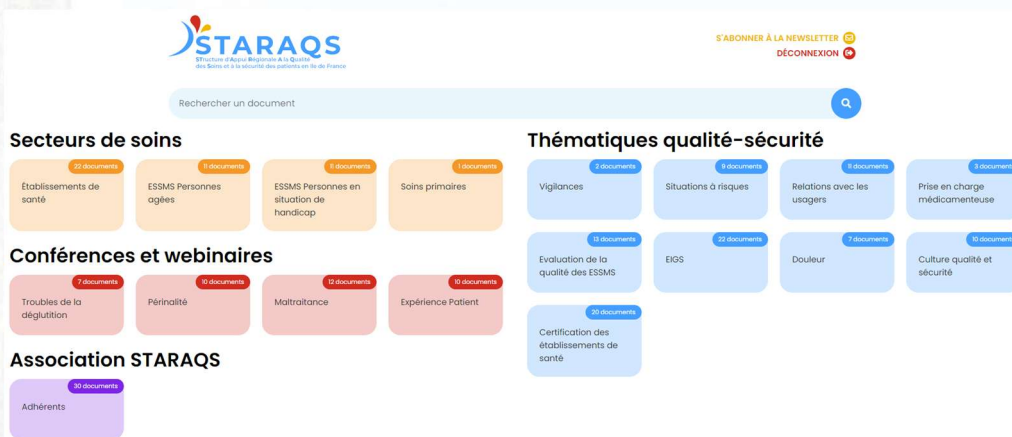 STARAQS
STructure d'Appui Régionale A la Qualité
des Soins et à la sécurité des patients en Ile de France
S'ABONNER À LA NEWSLETTER
DÉCONNEXION
Rechercher un document
Secteurs de soins
22 documents
Établissements de
santé
11 documents
ESSMS Personnes
agées
11 documents
ESSMS Personnes en
situation de
handicap
1 documents
Soins primaires
Conférences et webinaires
7 documents
Troubles de la
déglutition
10 documents
Périnalité
12 documents
Maltraitance
10 documents
Expérience Patient
Association STARAQS
30 documents
Adhérents
Thématiques qualité-sécurité
2 documents
Vigilances
9 documents
Situations à risques
11 documents
Relations avec les
usagers
3 documents
Prise en charge
médicamenteuse
13 documents
Evaluation de la
qualité des ESSMS
22 documents
EIGS
7 documents
Douleur
10 documents
Culture qualité et
sécurité
20 documents
Certification des
établissements de
santé